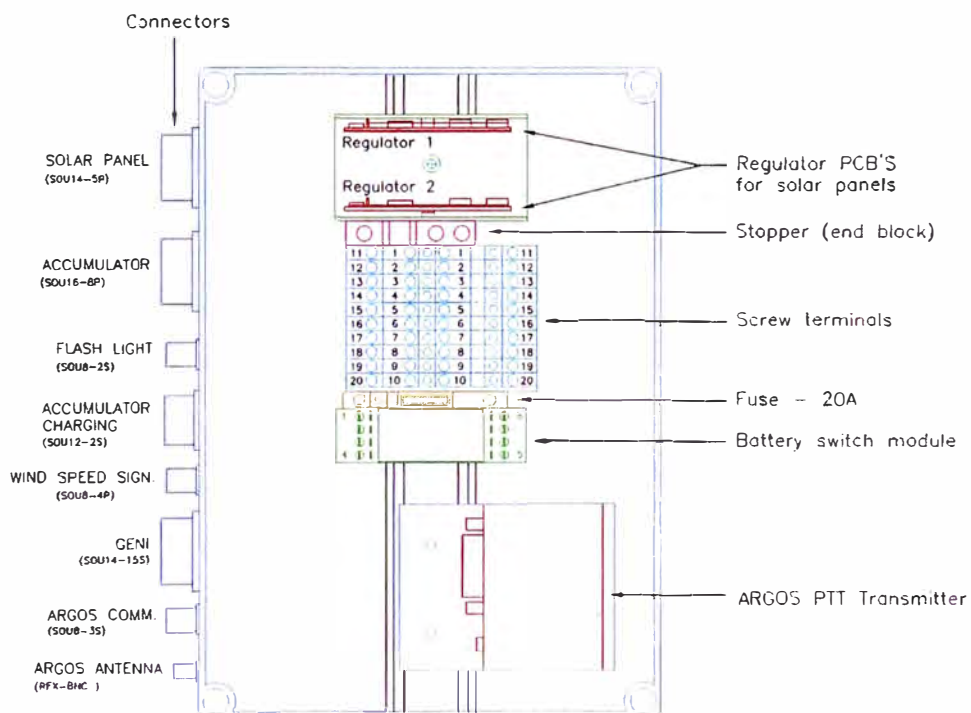 Connectors
SOLAR PANEL
(SOU14-5P)
ACCUMULATOR
(SOU16-8P)
FLASH LIGHT
(SOU8-2S)
ACCUMULATOR
CHARGING
(SOU12-2S)
WIND SPEED SIGN.
(SOU8-4P)
GENI
(SOU14-15S)
ARGOS COMM.
(SOU8-3S)
ARGOS ANTENNA
(RFX-BNC )
Regulator 1
Regulator 2
11 1 1 11
12 2 2 12
13 3 3 13
14 4 4 14
15 5 5 15
16 6 6 16
17 7 7 17
18 8 8 18
19 9 9 19
20 10 10 20
4 5
Regulator PCB'S
for solar panels
Stopper (end block)
Screw terminals
Fuse - 20A
Battery switch module
ARGOS PTT Transmitter